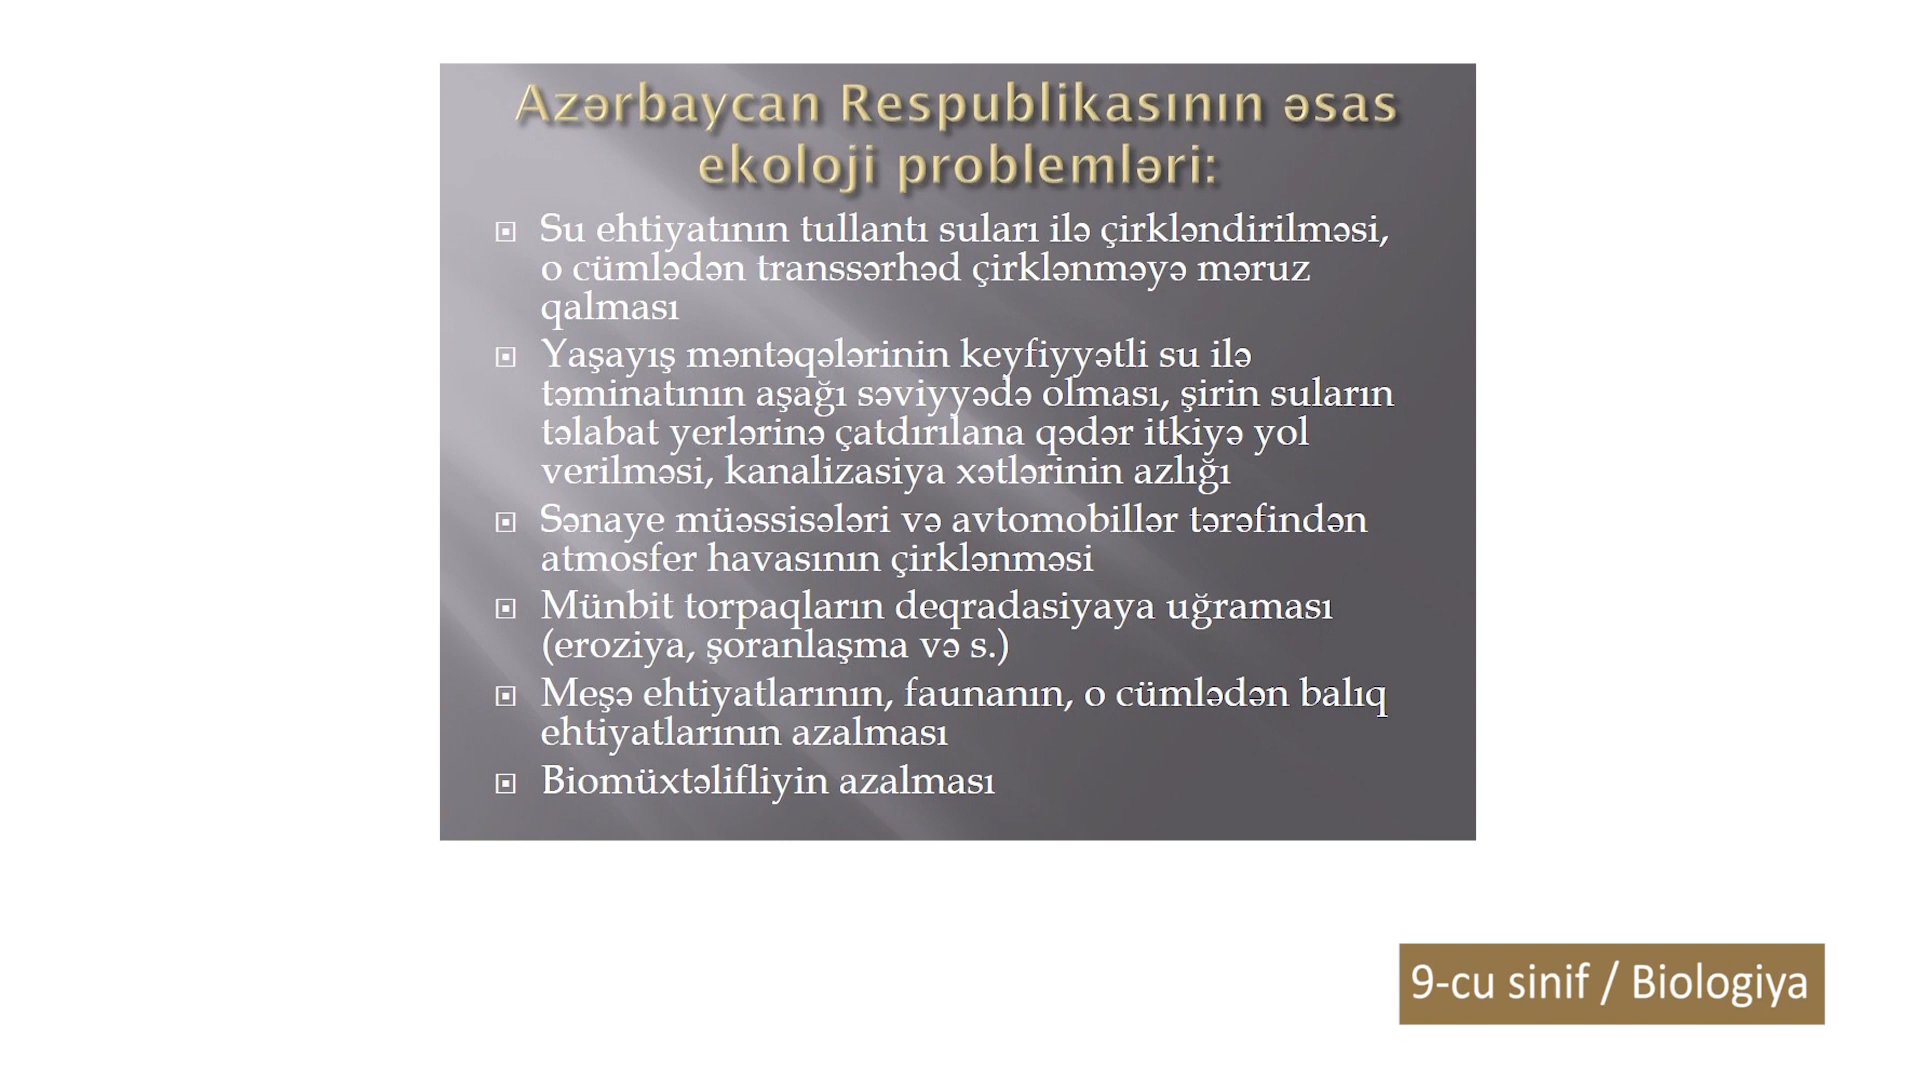 Azərbaycan Respublikasının əsas
ekoloji problemləri:
Su ehtiyatının tullantı suları ilə çirkləndirilməsi,
o cümlədən transsərhəd çirklənməyə məruz
qalması
Yaşayış məntəqələrinin keyfiyyətli su ilə
təminatının aşağı səviyyədə olması, şirin suların
təlabat yerlərinə çatdırılana qədər itkiyə yol
verilməsi, kanalizasiya xətlərinin azlığı
Sənaye müəssisələri və avtomobillər tərəfindən
atmosfer havasının çirklənməsi
Münbit torpaqların deqradasiyaya uğraması
(eroziya, şoranlaşma və s.)
Meşə ehtiyatlarının, faunanın, o cümlədən balıq
ehtiyatlarının azalması
Biomüxtəlifliyin azalması
9-cu sinif / Biologiya